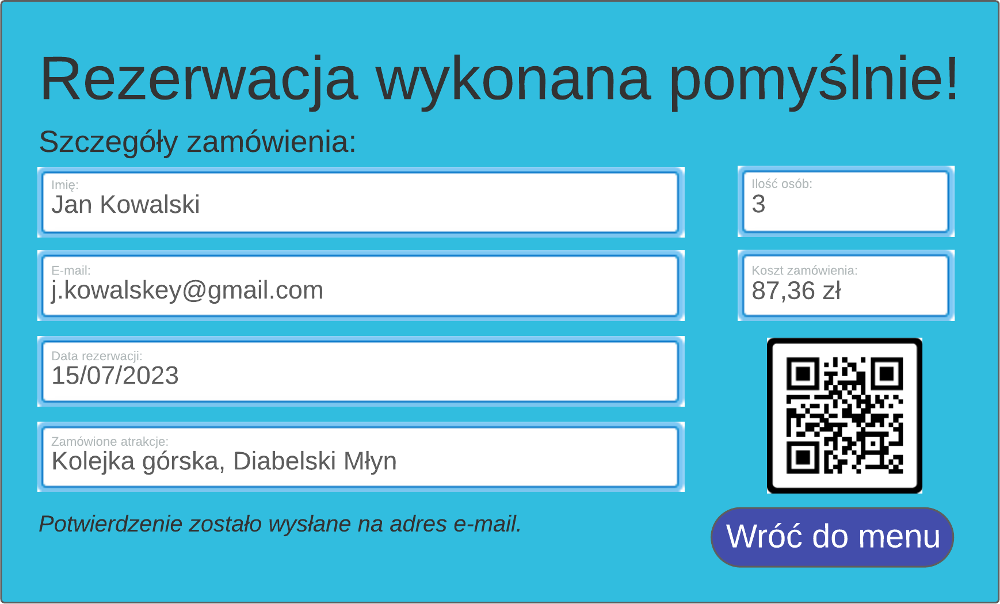 Rezerwacja wykonana pomyślnie!
Szczegóły zamówienia:
Imię:
Jan Kowalski
Ilość osób:
3
E-mail:
j.kowalskey@gmail.com
Koszt zamówienia:
87,36 zł
Data rezerwacji:
15/07/2023
Zamówione atrakcje:
Kolejka górska, Diabelski Młyn
Potwierdzenie zostało wysłane na adres e-mail.
Wróć do menu